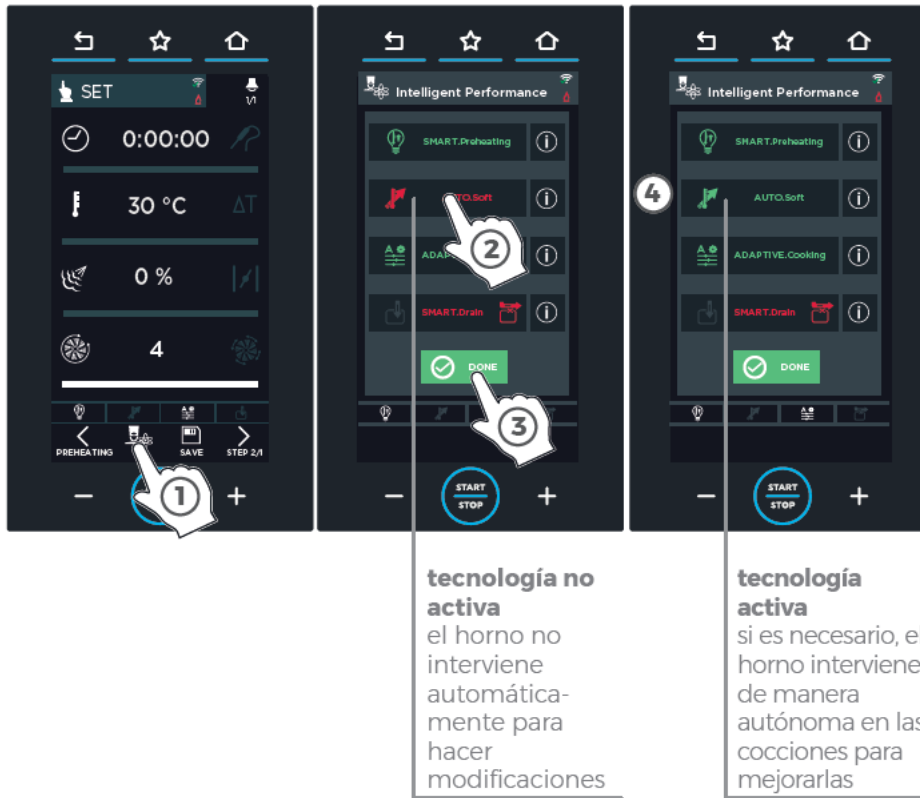 SET
0:00:00
30 °C
ΔT
0 %
4
PREHEATING
SAVE
STEP 2/1
1
Intelligent Performance
SMART.Preheating
i
TO.Soft
i
2
ADAP
i
SMART.Drain
i
DONE
3
START
STOP
Intelligent Performance
SMART.Preheating
i
4
AUTO.Soft
i
ADAPTIVE.Cooking
i
SMART.Drain
i
DONE
START
STOP
tecnología no
activa
el horno no
interviene
automática-
mente para
hacer
modificaciones
tecnología
activa
si es necesario, el
horno interviene
de manera
autónoma en las
cocciones para
mejorarlas